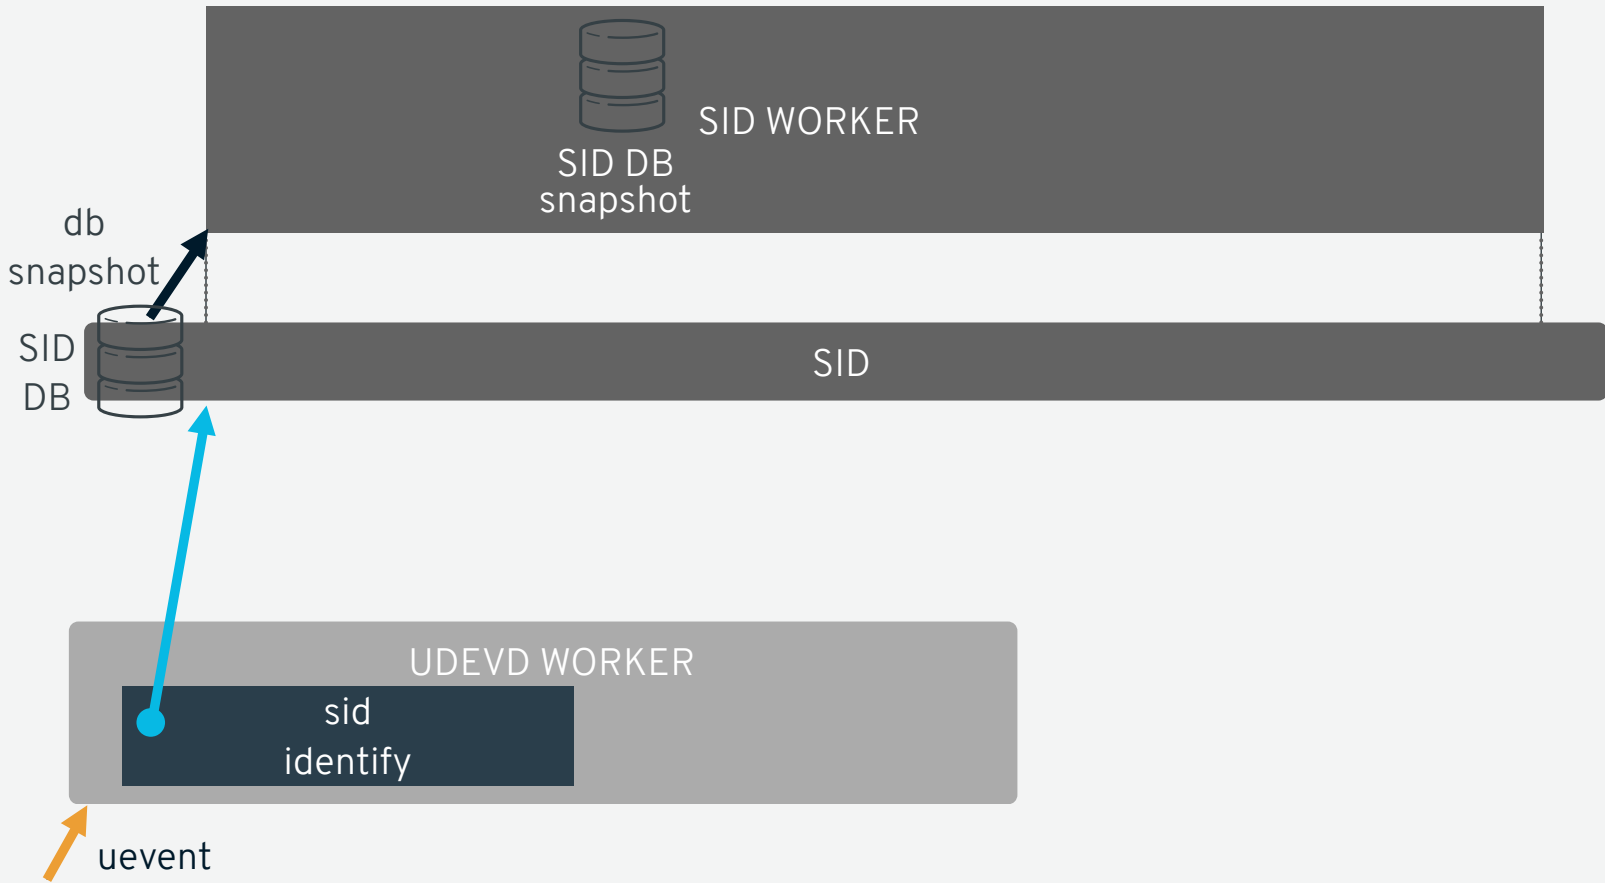 SID WORKER
SID DB
snapshot
db
snapshot
SID
DB
SID
UDEVD WORKER
sid
identify
uevent